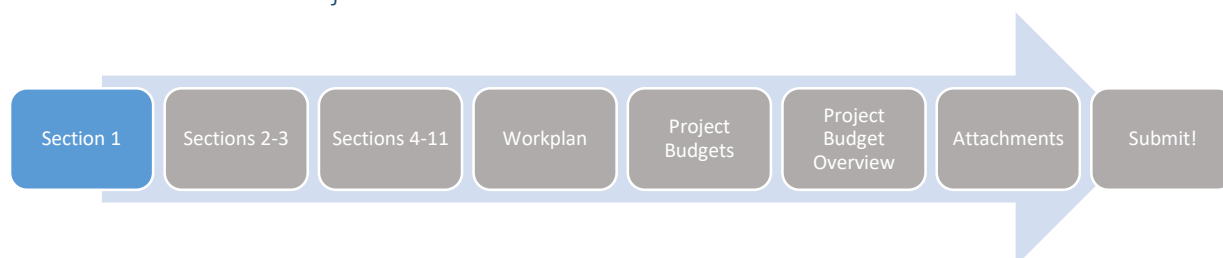 Section 1
Sections 2-3
Sections 4-11
Workplan
Project
Budgets
Project
Budget
Overview
Attachments
Submit!